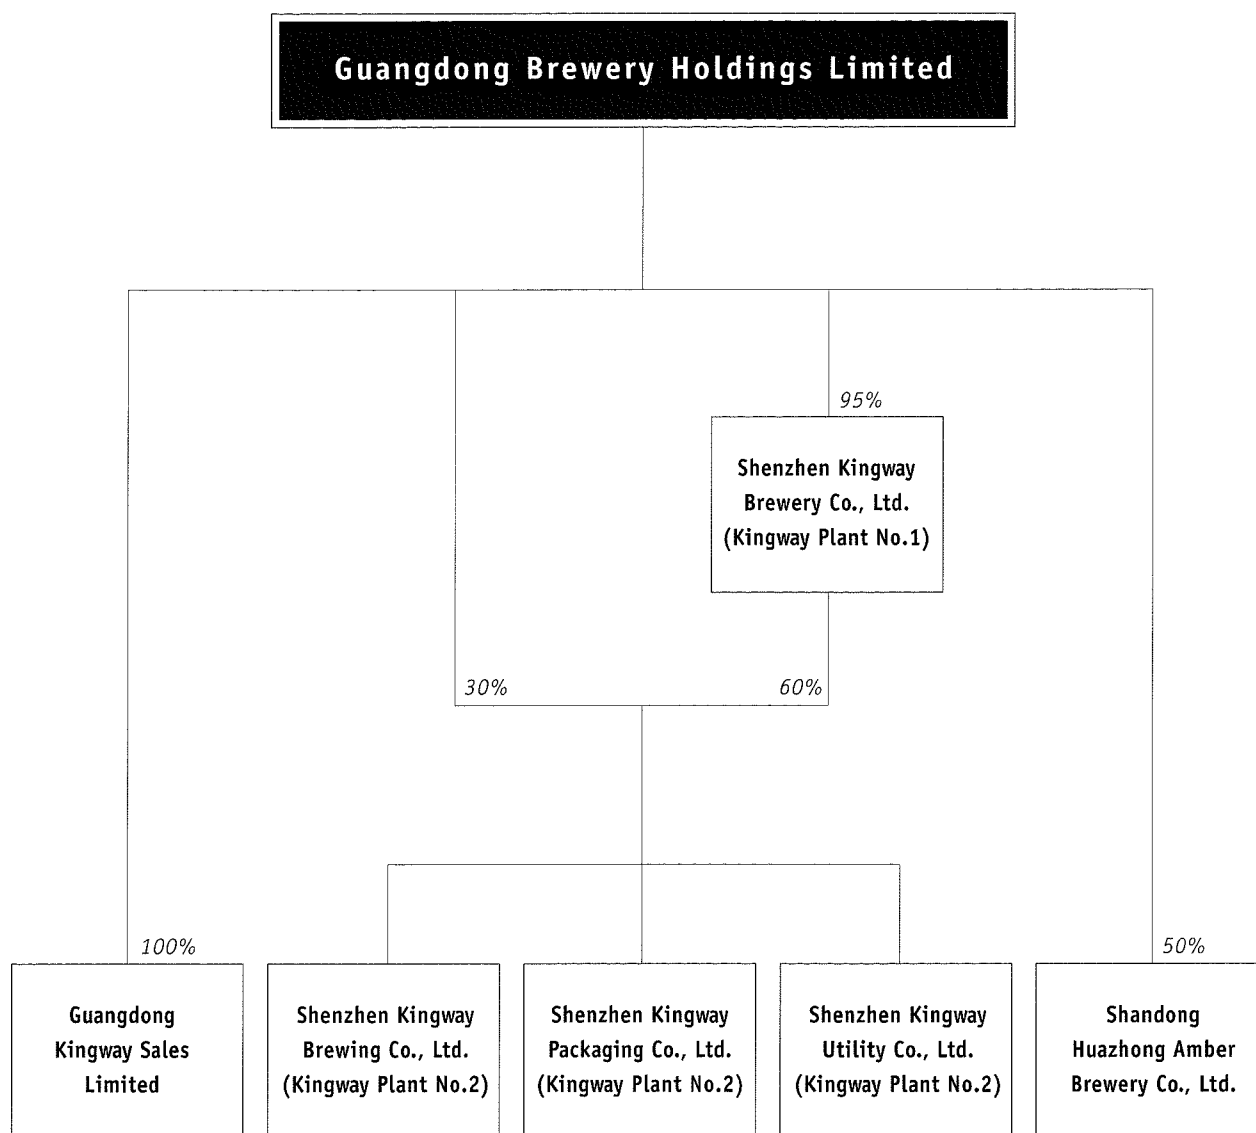 Guangdong Brewery Holdings Limited
95%
Shenzhen Kingway
Brewery Co., Ltd.
(Kingway Plant No.1)
30%
60%
100%
50%
Guangdong
Kingway Sales
Limited
Shenzhen Kingway
Brewing Co., Ltd.
(Kingway Plant No.2)
Shenzhen Kingway
Packaging Co., Ltd.
(Kingway Plant No.2)
Shenzhen Kingway
Utility Co., Ltd.
(Kingway Plant No.2)
Shandong
Huazhong Amber
Brewery Co., Ltd.